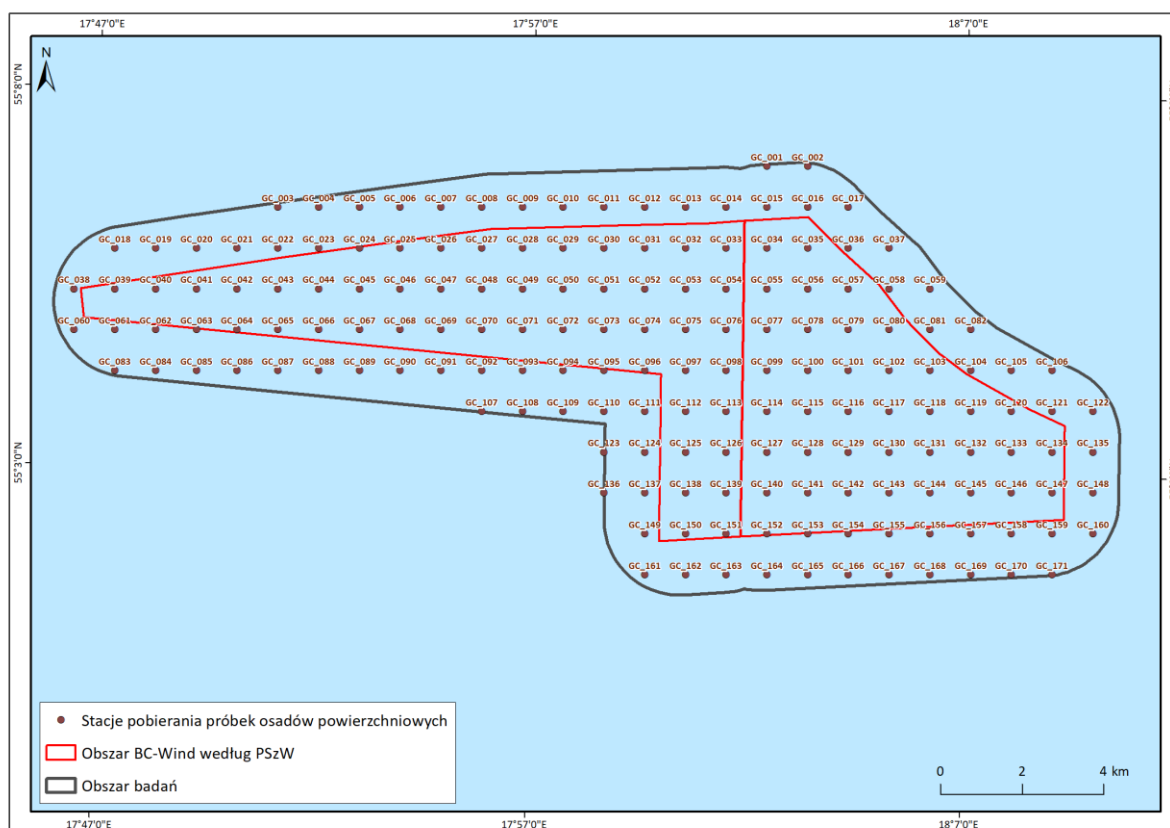 17°47'0"E 17°57'0"E 18°7'0"E
N
55°8'0"N
GC_001 GC_002
GC_003 GC_004 GC_005 GC_006 GC_007 GC_008 GC_009 GC_010 GC_011 GC_012 GC_013 GC_014 GC_015 GC_016 GC_017
GC_018 GC_019 GC_020 GC_021 GC_022 GC_023 GC_024 GC_025 GC_026 GC_027 GC_028 GC_029 GC_030 GC_031 GC_032 GC_033 GC_034 GC_035 GC_036 GC_037
GC_038 GC_039 GC_040 GC_041 GC_042 GC_043 GC_044 GC_045 GC_046 GC_047 GC_048 GC_049 GC_050 GC_051 GC_052 GC_053 GC_054 GC_055 GC_056 GC_057 GC_058 GC_059
GC_060 GC_061 GC_062 GC_063 GC_064 GC_065 GC_066 GC_067 GC_068 GC_069 GC_070 GC_071 GC_072 GC_073 GC_074 GC_075 GC_076 GC_077 GC_078 GC_079 GC_080 GC_081 GC_082
GC_083 GC_084 GC_085 GC_086 GC_087 GC_088 GC_089 GC_090 GC_091 GC_092 GC_093 GC_094 GC_095 GC_096 GC_097 GC_098 GC_099 GC_100 GC_101 GC_102 GC_103 GC_104 GC_105 GC_106
GC_107 GC_108 GC_109 GC_110 GC_111 GC_112 GC_113 GC_114 GC_115 GC_116 GC_117 GC_118 GC_119 GC_120 GC_121 GC_122
55°3'0"N
GC_123 GC_124 GC_125 GC_126 GC_127 GC_128 GC_129 GC_130 GC_131 GC_132 GC_133 GC_134 GC_135
GC_136 GC_137 GC_138 GC_139 GC_140 GC_141 GC_142 GC_143 GC_144 GC_145 GC_146 GC_147 GC_148
GC_149 GC_150 GC_151 GC_152 GC_153 GC_154 GC_155 GC_156 GC_157 GC_158 GC_159 GC_160
GC_161 GC_162 GC_163 GC_164 GC_165 GC_166 GC_167 GC_168 GC_169 GC_170 GC_171
Stacje pobierania próbek osadów powierzchniowych
Obszar BC-Wind według PSzW
Obszar badań
0 2 4 km
17°47'0"E 17°57'0"E 18°7'0"E